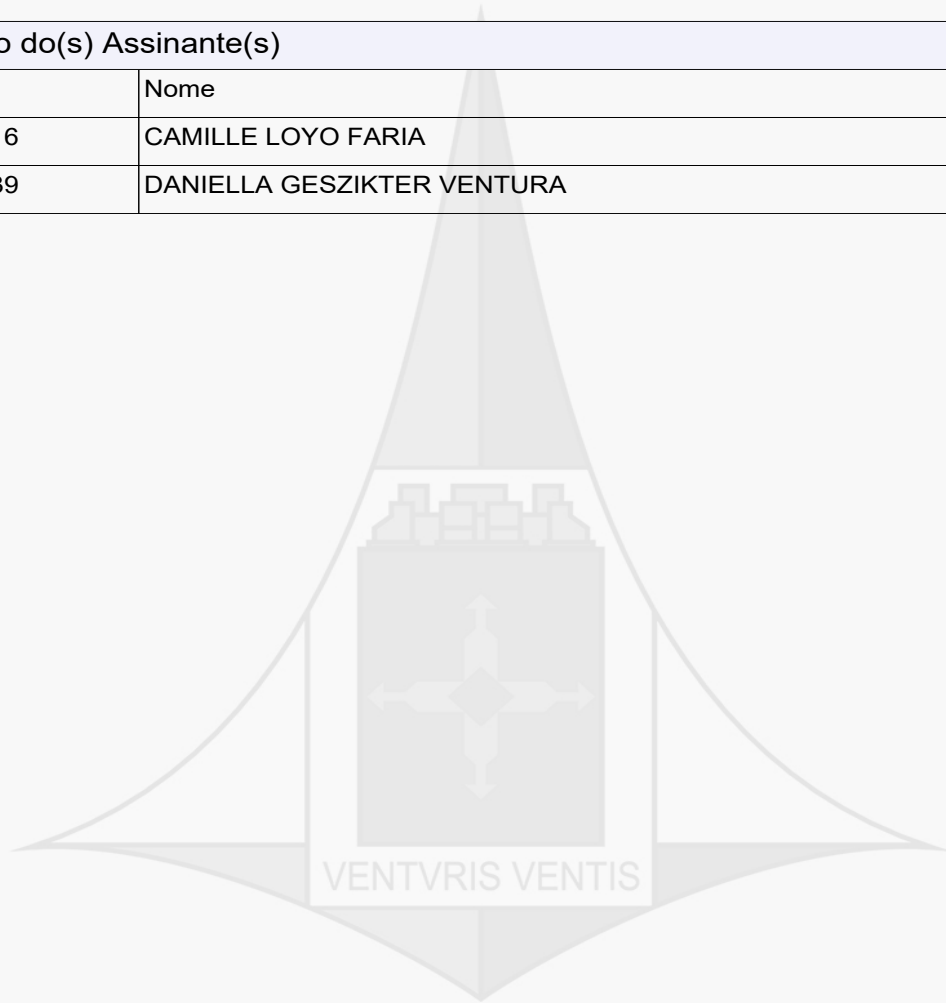 o do(s) Assinante(s)
Nome
6 CAMILLE LOYO FARIA
39 DANIELLA GESZIKTER VENTURA
VENTVRIS VENTIS